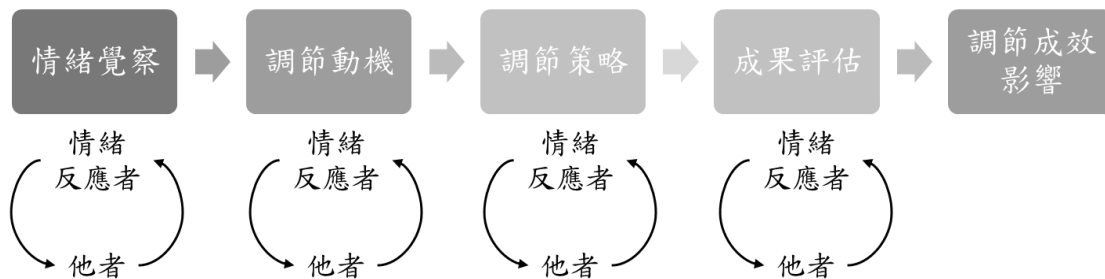 情緒覺察
調節動機
調節策略
成果評估
調節成效
影響
情緒
反應者
他者
情緒
反應者
他者
情緒
反應者
他者
情緒
反應者
他者